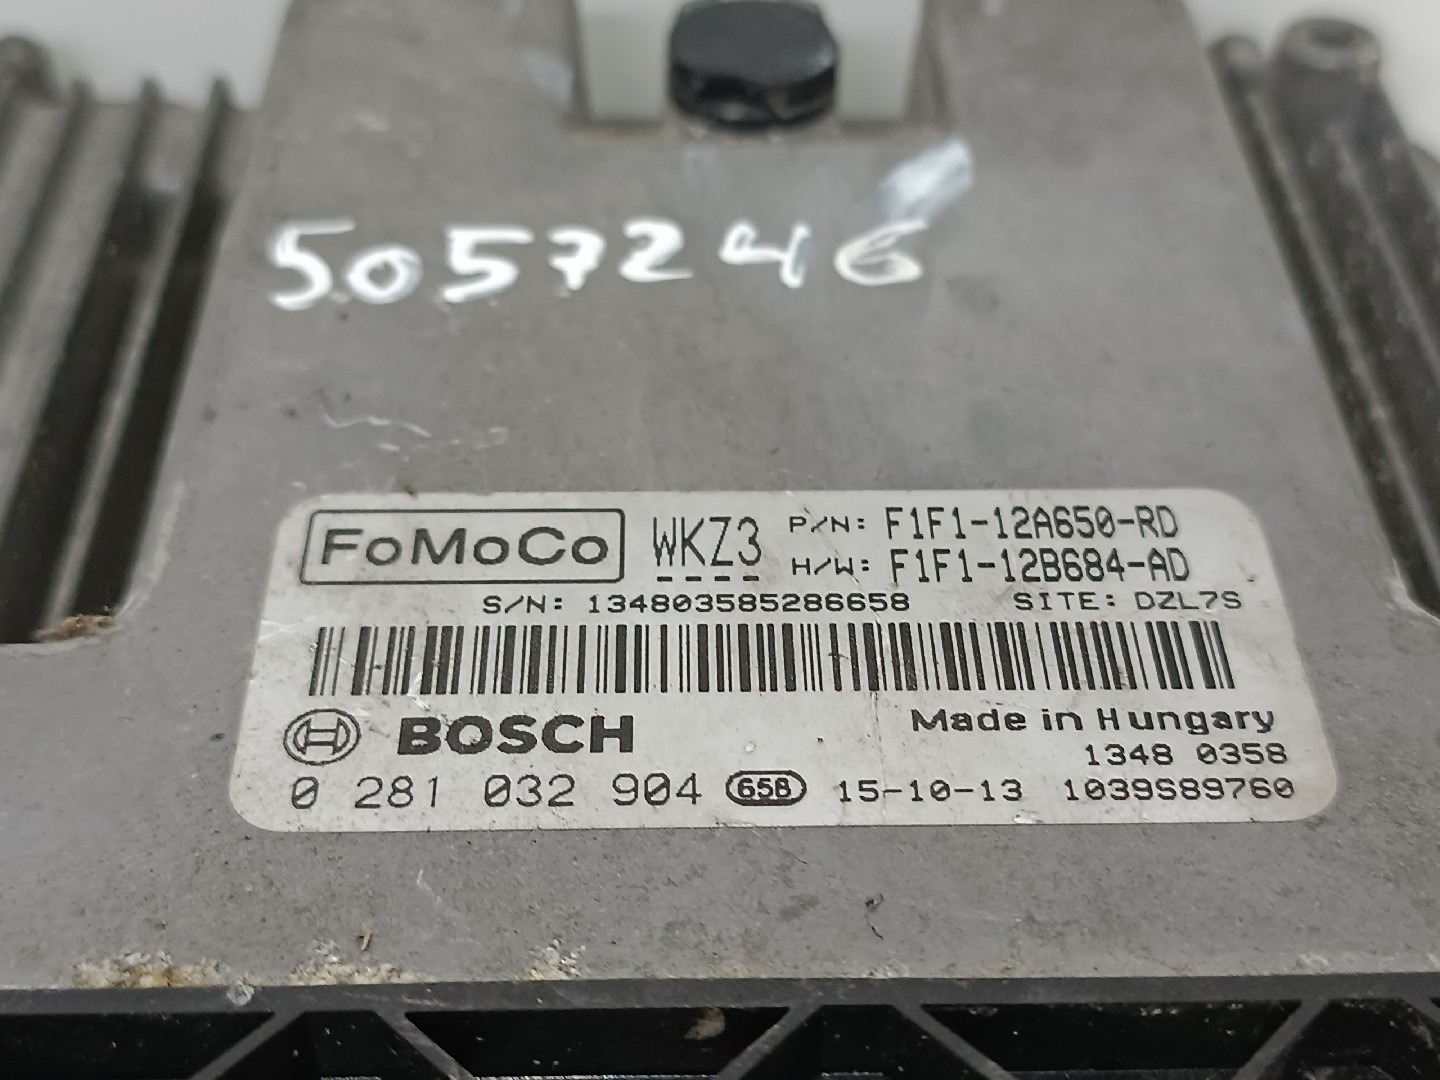 5057246
FoMoCo WKZ3 P/N: F1F1-12A650-RD
H/W: F1F1-12B684-AD
S/N: 134803585286658 SITE: DZL7S
BOSCH Made in Hungary
1348 0358
0 281 032 904 658 15-10-13 1039S89760